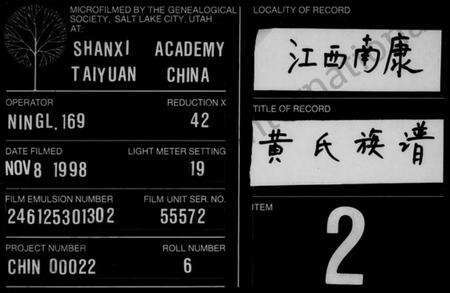 MICROFILMED BY THE GENEALOGICAL
SOCIETY, SALT LAKE CITY, UTAH
AT:
SHANXI ACADEMY
TAIYUAN CHINA
OPERATOR
NINGL.169
REDUCTION X
42
DATE FILMED
NOV 8 1998
LIGHT METER SETTING
19
FILM EMULSION NUMBER
246125301302
FILM UNIT SER. NO.
55572
PROJECT NUMBER
CHIN 00022
ROLL NUMBER
6
LOCALITY OF RECORD
江西南康
TITLE OF RECORD
黄氏族谱
ITEM
2